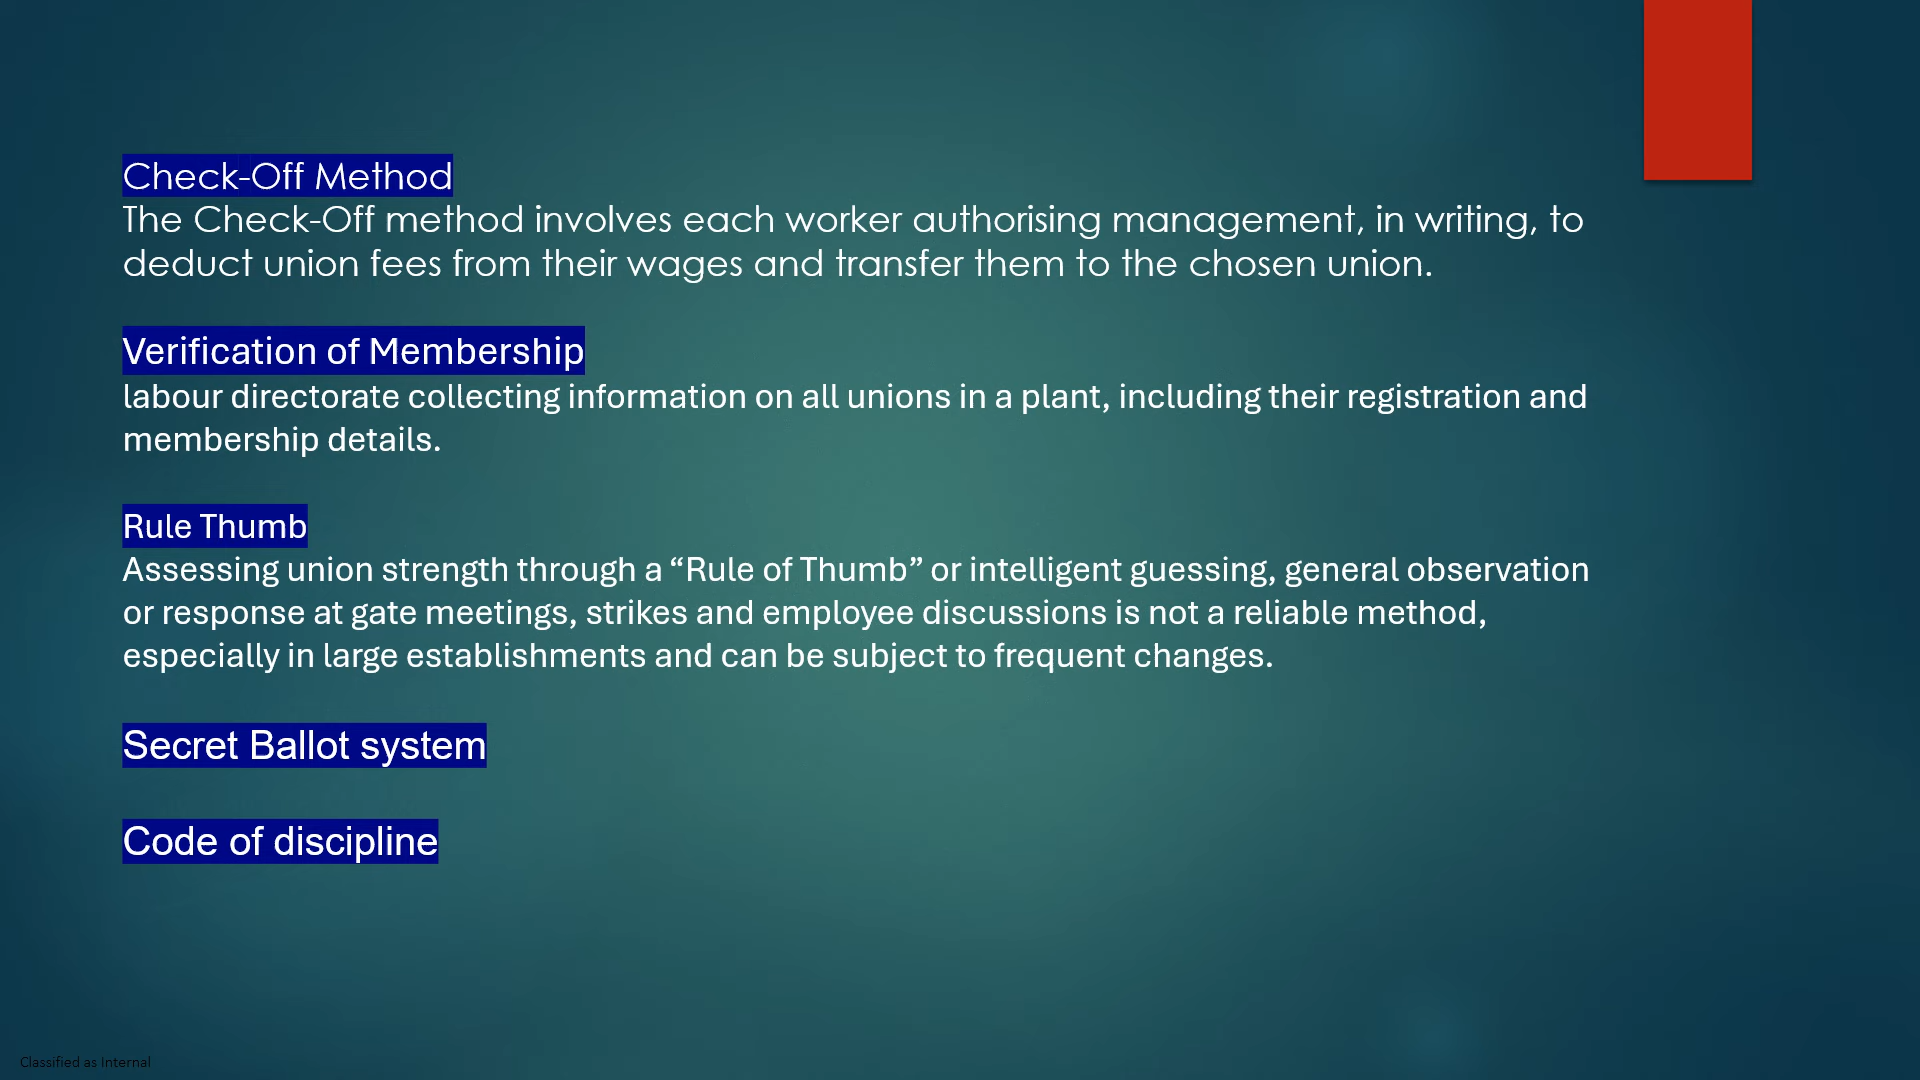 Check-Off Method
The Check-Off method involves each worker authorising management, in writing, to
deduct union fees from their wages and transfer them to the chosen union.
Verification of Membership
labour directorate collecting information on all unions in a plant, including their registration and
membership details.
Rule Thumb
Assessing union strength through a “Rule of Thumb” or intelligent guessing, general observation
or response at gate meetings, strikes and employee discussions is not a reliable method,
especially in large establishments and can be subject to frequent changes.
Secret Ballot system
Code of discipline
Classified as Internal